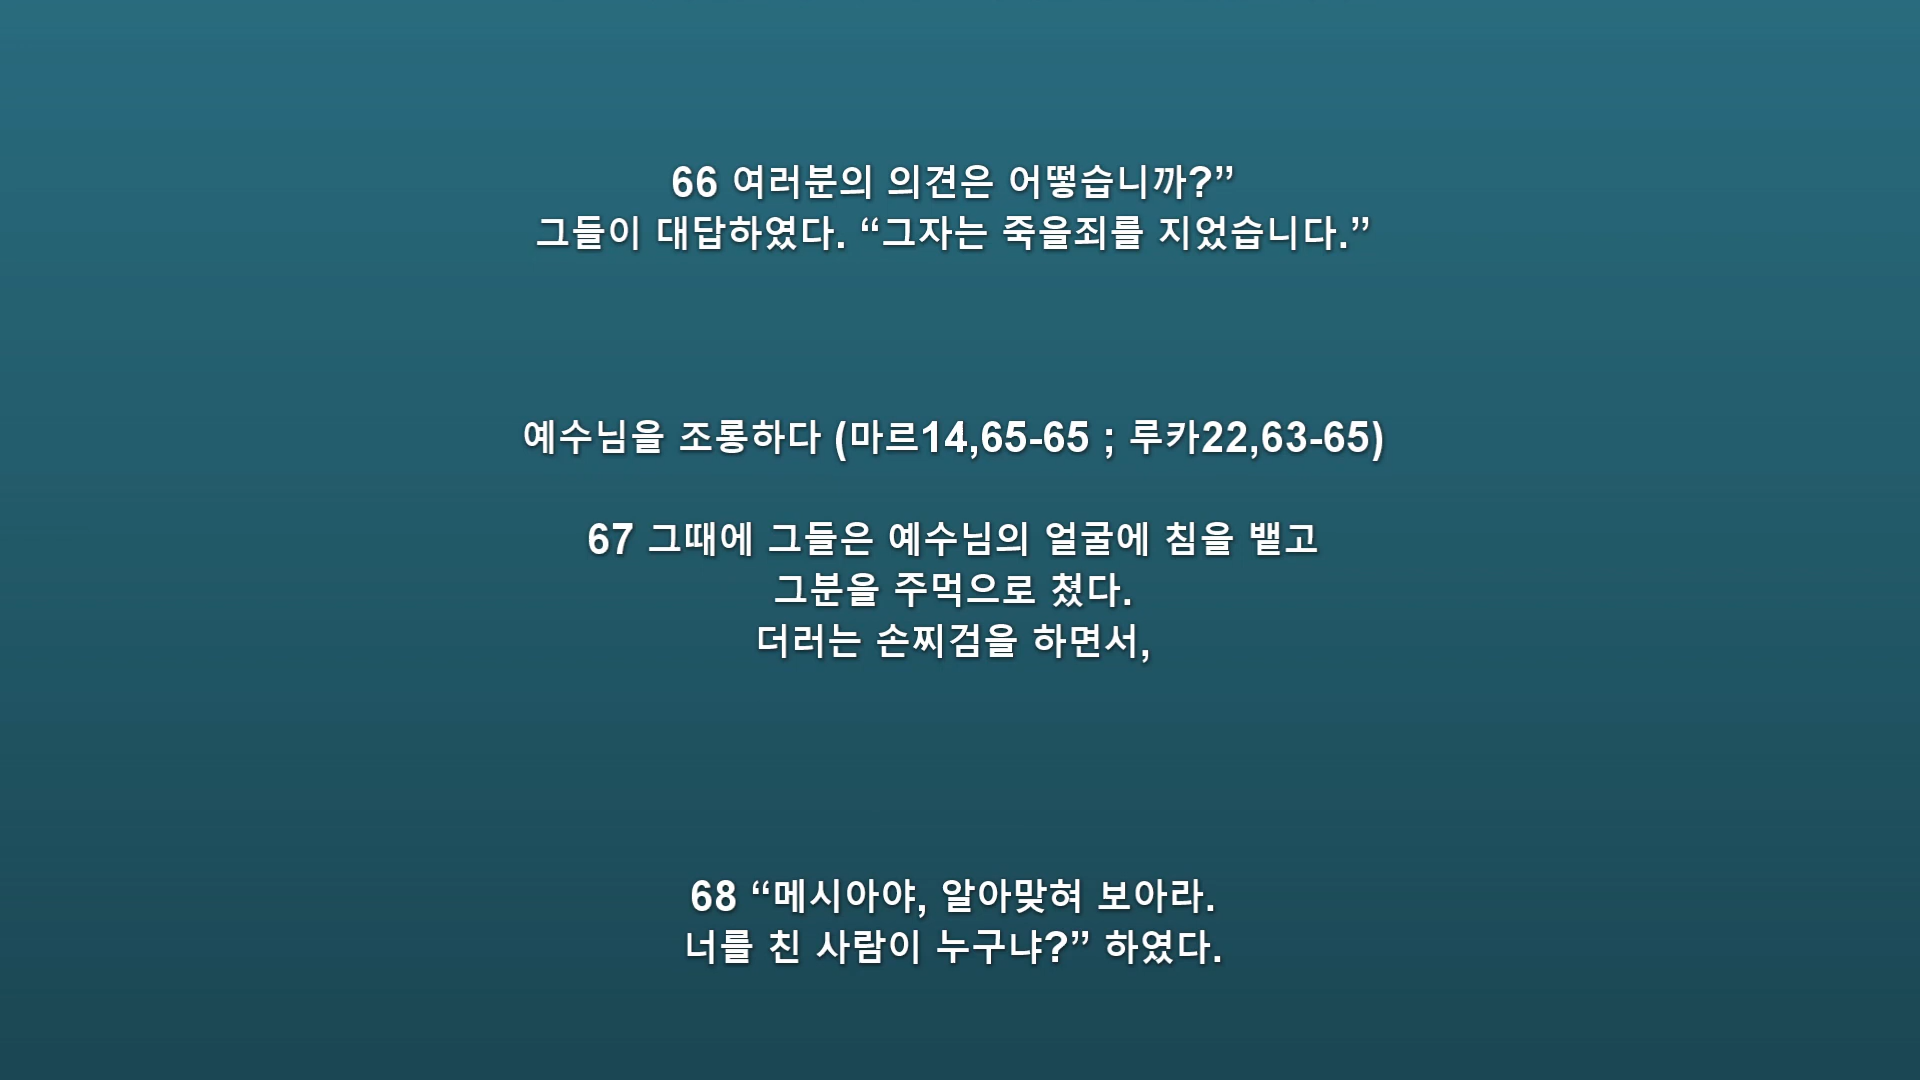 66 여러분의 의견은 어떻습니까?”
그들이 대답하였다. “그자는 죽을죄를 지었습니다.”
예수님을 조롱하다 (마르14,65-65 ; 루카22,63-65)
67 그때에 그들은 예수님의 얼굴에 침을 뱉고
그분을 주먹으로 쳤다.
더러는 손찌검을 하면서,
68 “메시아야, 알아맞혀 보아라.
너를 친 사람이 누구냐?” 하였다.